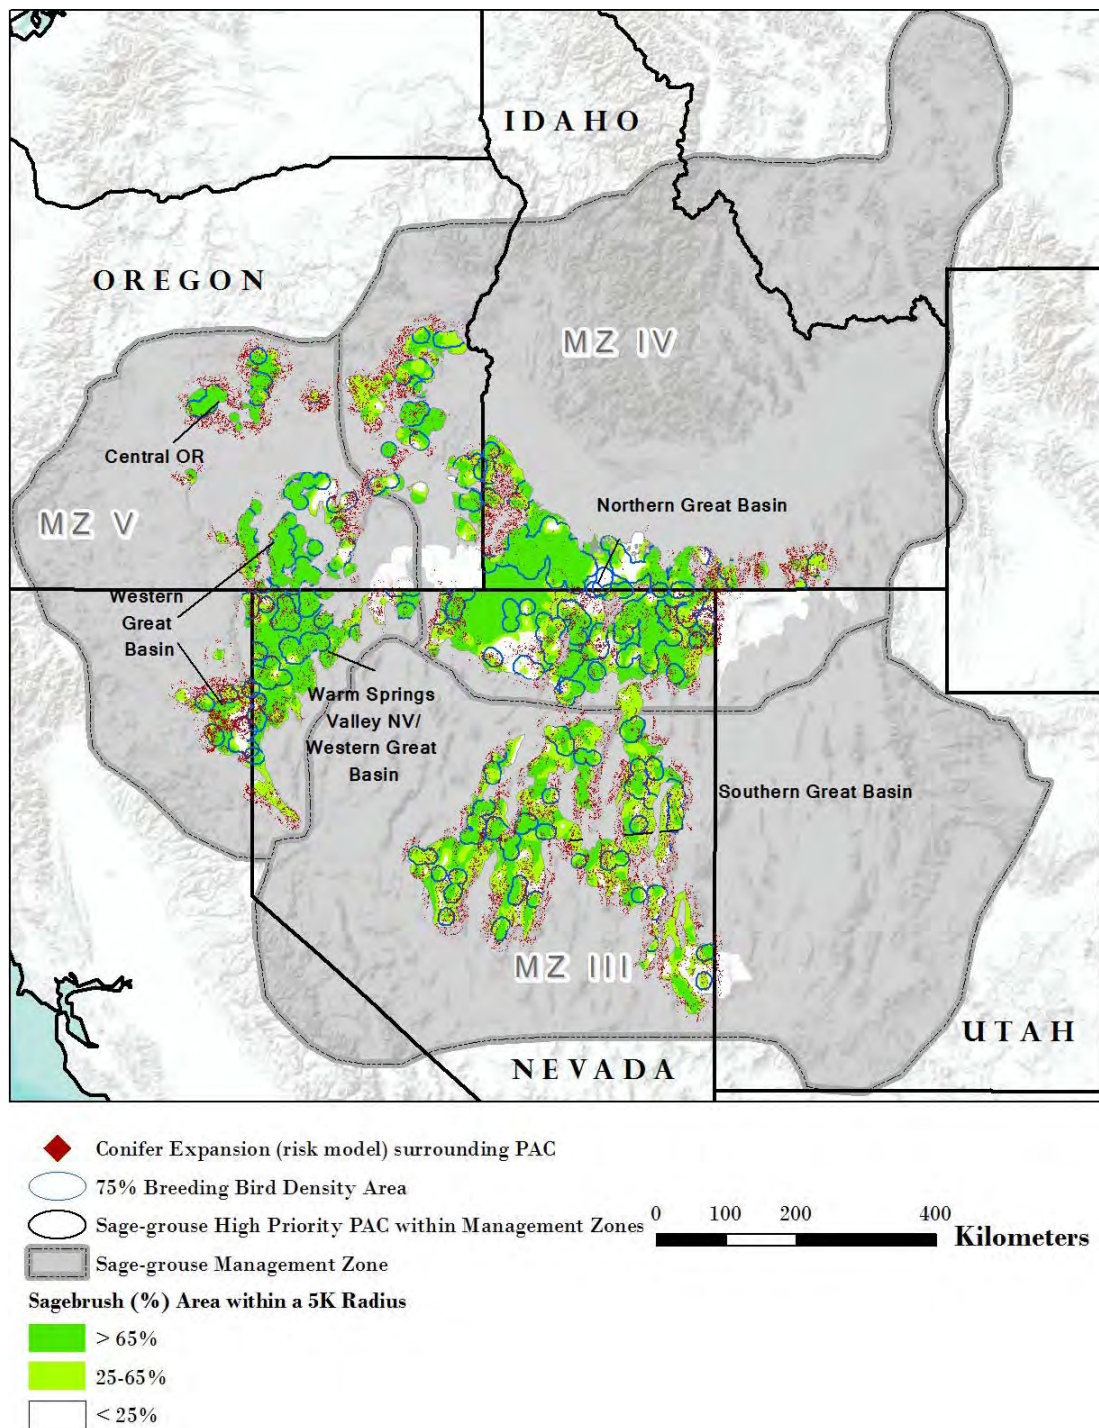 IDAHO
OREGON
MZ IV
Central OR
Northern Great Basin
MZ V
Western
Great
Basin
Warm Springs
Valley NV/
Western Great
Basin
Southern Great Basin
MZ III
UTAH
NEVADA
Conifer Expansion (risk model) surrounding PAC
75% Breeding Bird Density Area
Sage-grouse High Priority PAC within Management Zones
0 100 200 400
Kilometers
Sage-grouse Management Zone
Sagebrush (%) Area within a 5K Radius
> 65%
25-65%
< 25%